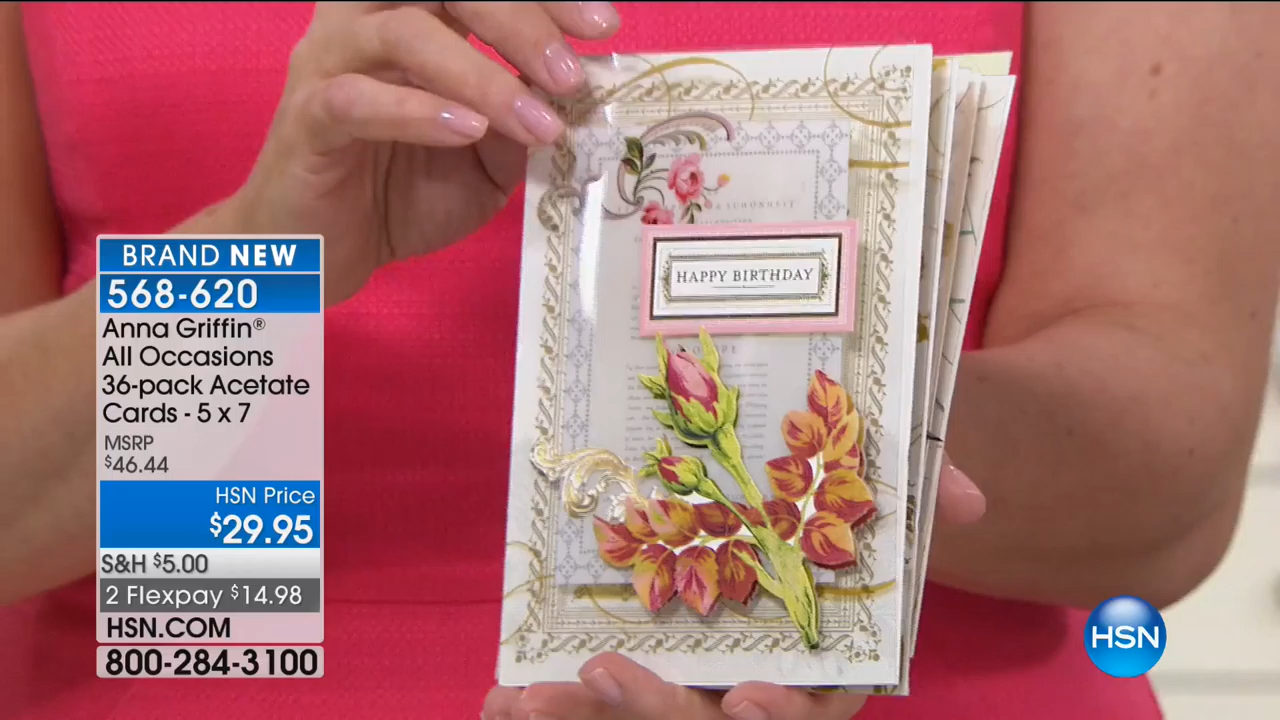 BRAND NEW
568-620
Anna Griffin®
All Occasions
36-pack Acetate
Cards - 5 x 7
MSRP
$46.44
HSN Price
$29.95
S&H $5.00
2 Flexpay $14.98
HSN.COM
800-284-3100
HAPPY BIRTHDAY
HSN